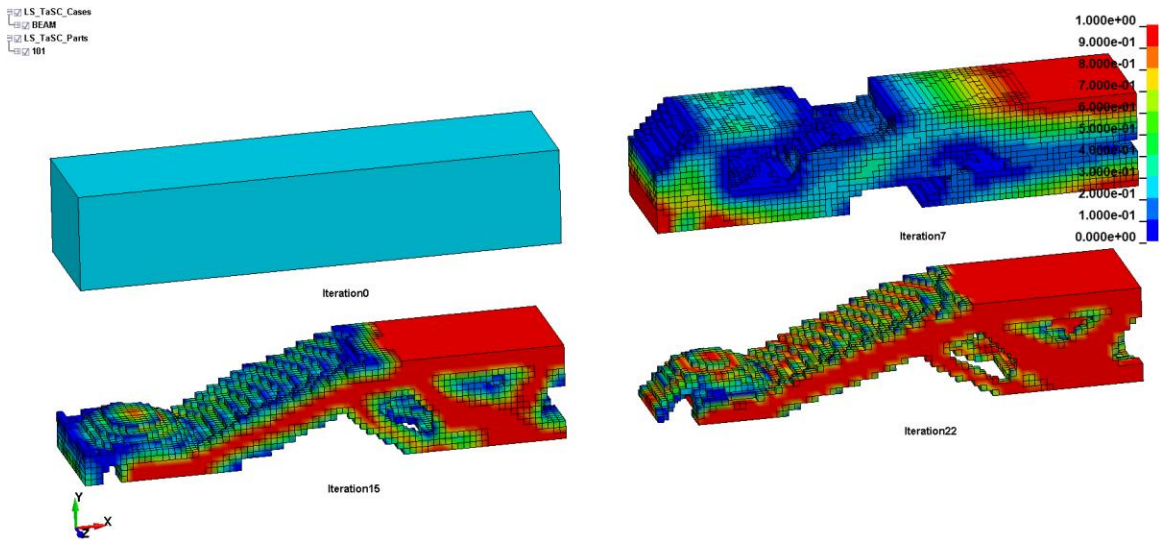 LS_TaSC_Cases
BEAM
LS_TaSC_Parts
101
1.000e+00
9.000e-01
8.000e-01
7.000e-01
6.000e-01
5.000e-01
4.000e-01
3.000e-01
2.000e-01
1.000e-01
0.000e+00
Iteration0
Iteration7
Iteration15
Iteration22
Y
X
Z